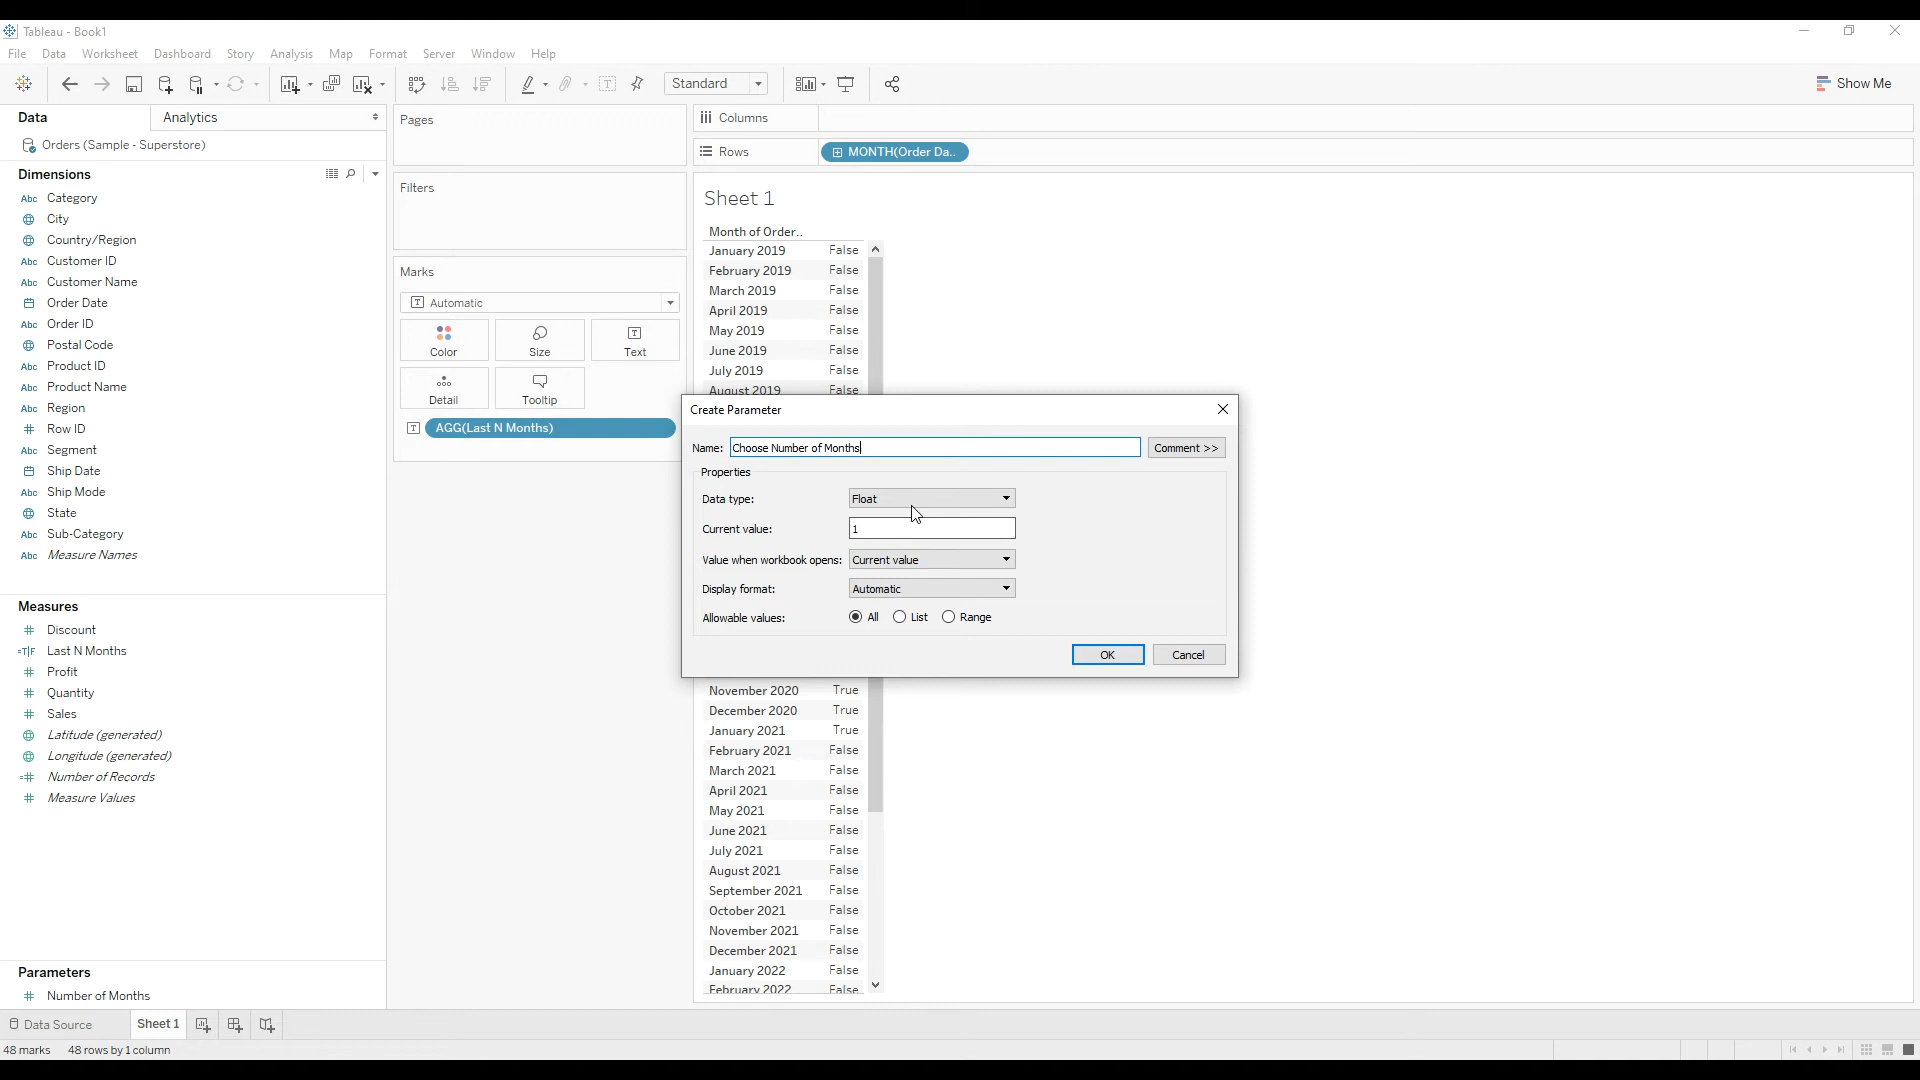 Tableau - Book1
File Data Worksheet Dashboard Story Analysis Map Format Server Window Help
Standard
Show Me
Data Analytics
Orders (Sample - Superstore)
Dimensions
Abc Category
City
Country/Region
Abc Customer ID
Abc Customer Name
Order Date
Abc Order ID
Postal Code
Abc Product ID
Abc Product Name
Abc Region
# Row ID
Abc Segment
Ship Date
Abc Ship Mode
State
Abc Sub-Category
Abc Measure Names
Measures
# Discount
=T|F Last N Months
# Profit
# Quantity
# Sales
Latitude (generated)
Longitude (generated)
=# Number of Records
# Measure Values
Parameters
# Number of Months
Pages
Filters
Marks
T Automatic
Color Size Text
Detail Tooltip
T AGG(Last N Months)
Columns
Rows MONTH(Order Da..
Sheet 1
Month of Order..
January 2019 False
February 2019 False
March 2019 False
April 2019 False
May 2019 False
June 2019 False
July 2019 False
August 2019 False
Create Parameter
Name: Choose Number of Months Comment >>
Properties
Data type: Float
Current value: 1
Value when workbook opens: Current value
Display format: Automatic
Allowable values: All List Range
OK Cancel
November 2020 True
December 2020 True
January 2021 True
February 2021 False
March 2021 False
April 2021 False
May 2021 False
June 2021 False
July 2021 False
August 2021 False
September 2021 False
October 2021 False
November 2021 False
December 2021 False
January 2022 False
February 2022 False
Data Source Sheet 1
48 marks 48 rows by 1 column